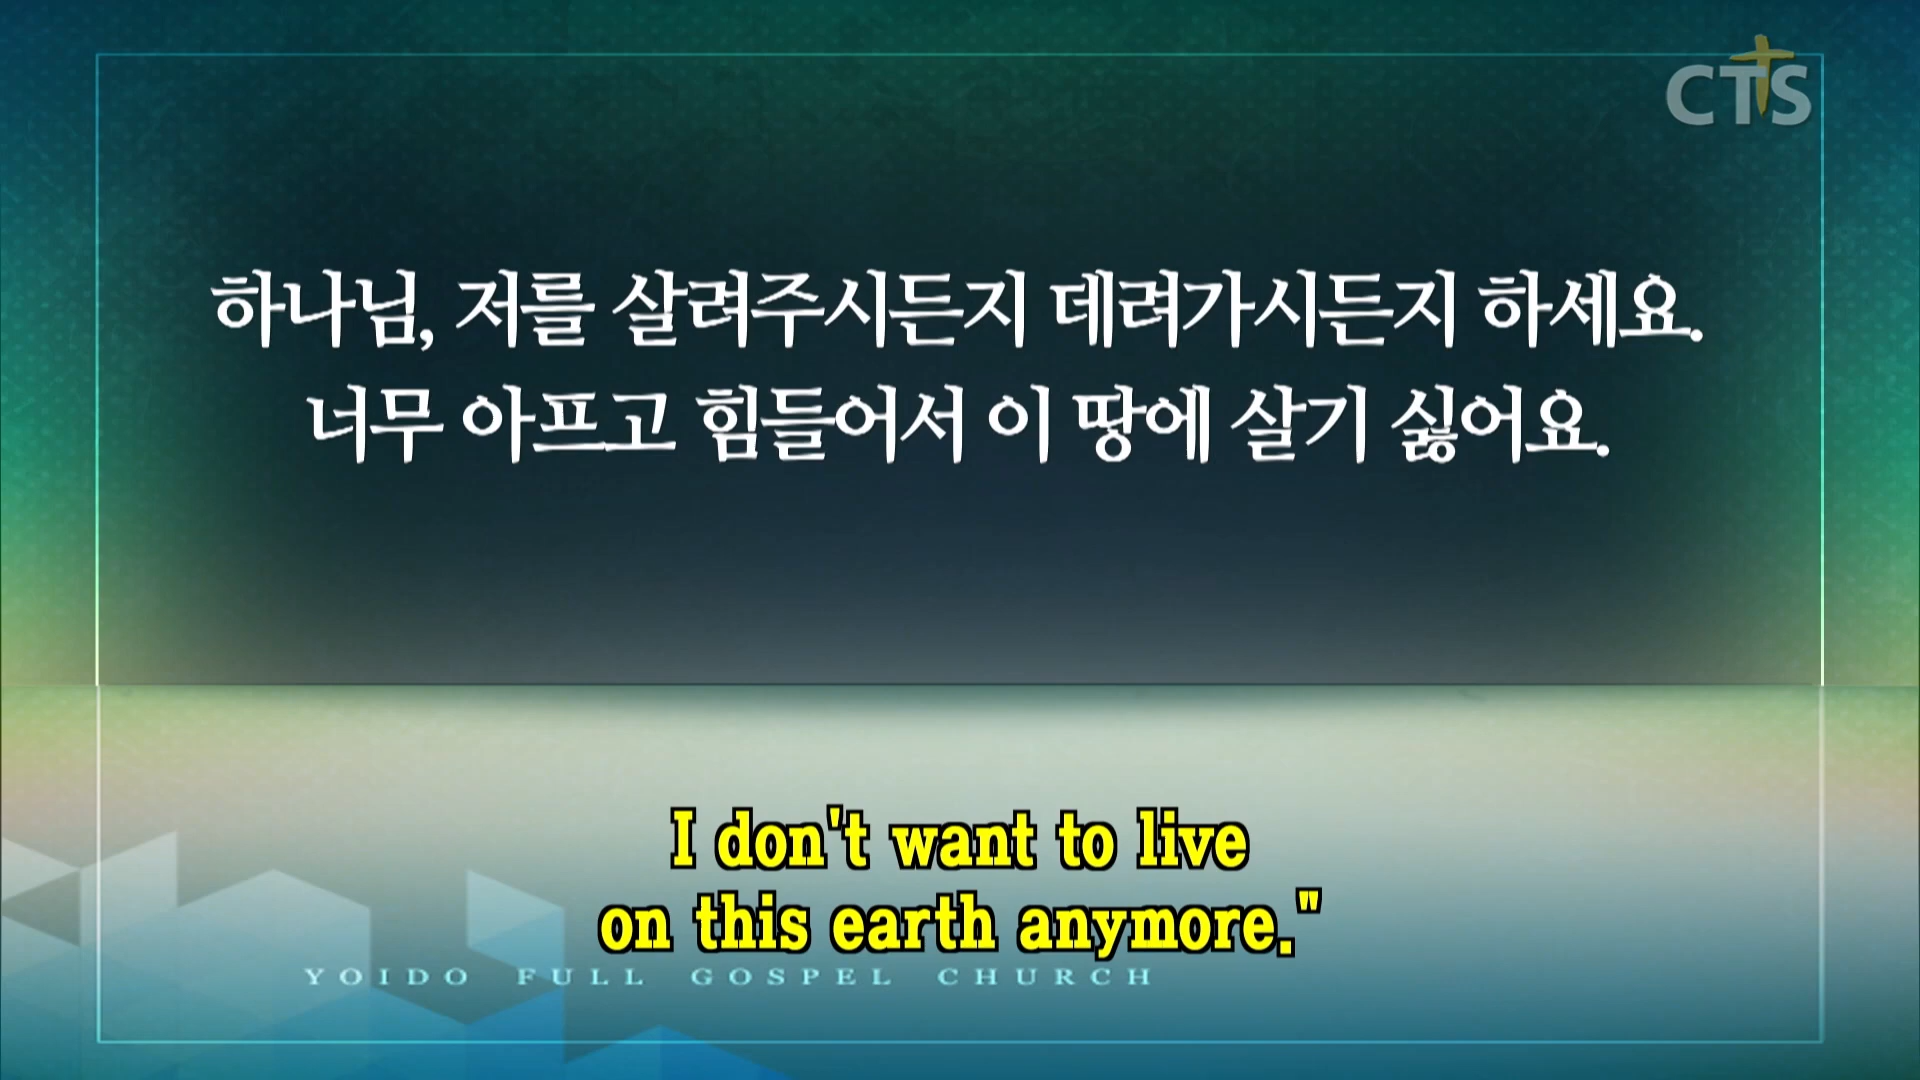 CTS
하나님, 저를 살려주시든지 데려가시든지 하세요.
너무 아프고 힘들어서 이 땅에 살기 싫어요.
I don't want to live
on this earth anymore."
YOIDO FULL GOSPEL CHURCH